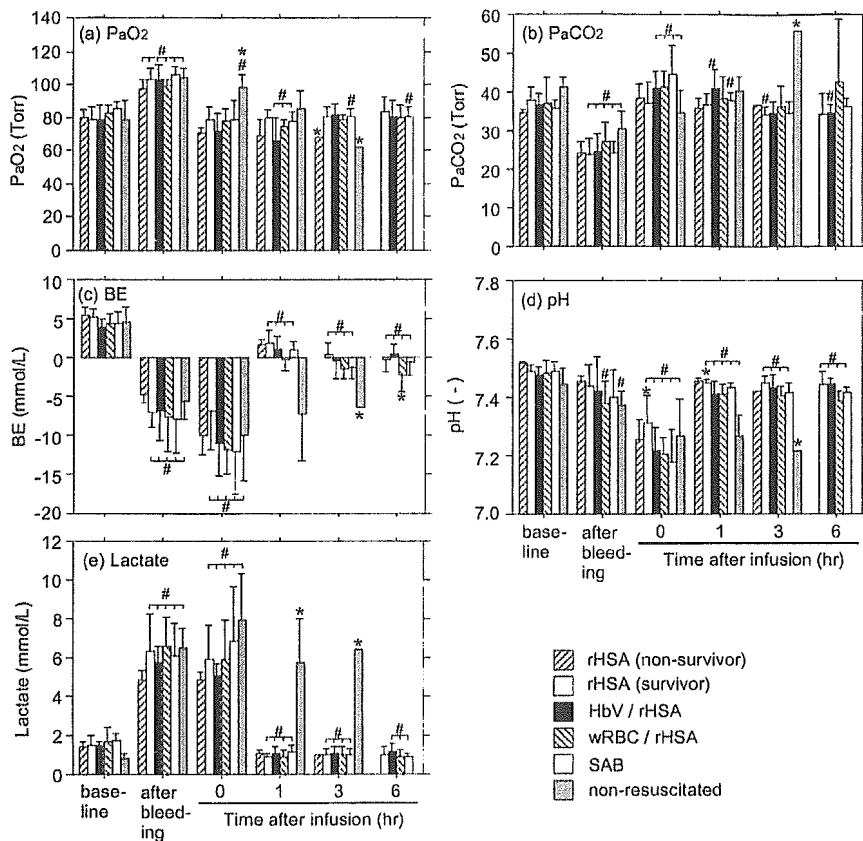 (a) PaO2
PaO2 (Torr)
140
120
100
80
60
40
20
0
#
*
#
#
*
#
*
#
(b) PaCO2
PaCO2 (Torr)
60
50
40
30
20
10
0
#
#
#
#
#
*
#
(c) BE
BE (mmol/L)
10
5
0
-5
-10
-15
-20
#
#
#
#
*
#
*
(d) pH
pH ( - )
7.8
7.6
7.4
7.2
7.0
#
#
*
#
*
#
#
*
#
base-
line
after
bleed-
ing
0
1
3
6
Time after infusion (hr)
(e) Lactate
Lactate (mmol/L)
12
10
8
6
4
2
0
#
#
#
*
#
*
#
base-
line
after
bleed-
ing
0
1
3
6
Time after infusion (hr)
rHSA (non-survivor)
rHSA (survivor)
HbV / rHSA
wRBC / rHSA
SAB
non-resuscitated